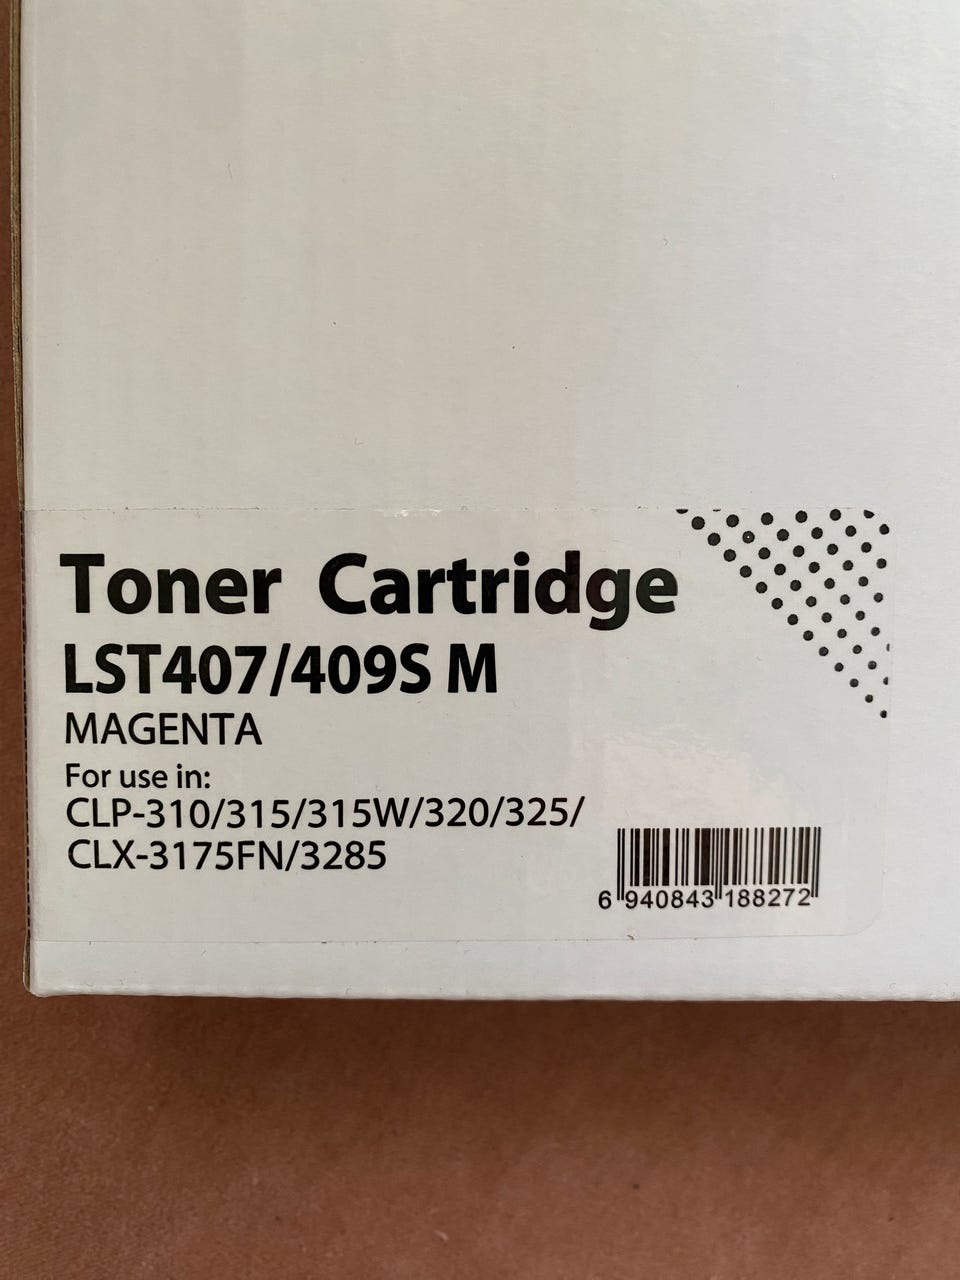 Toner Cartridge
LST407/409S M
MAGENTA
For use in:
CLP-310/315/315W/320/325/
CLX-3175FN/3285
6 940843 188272